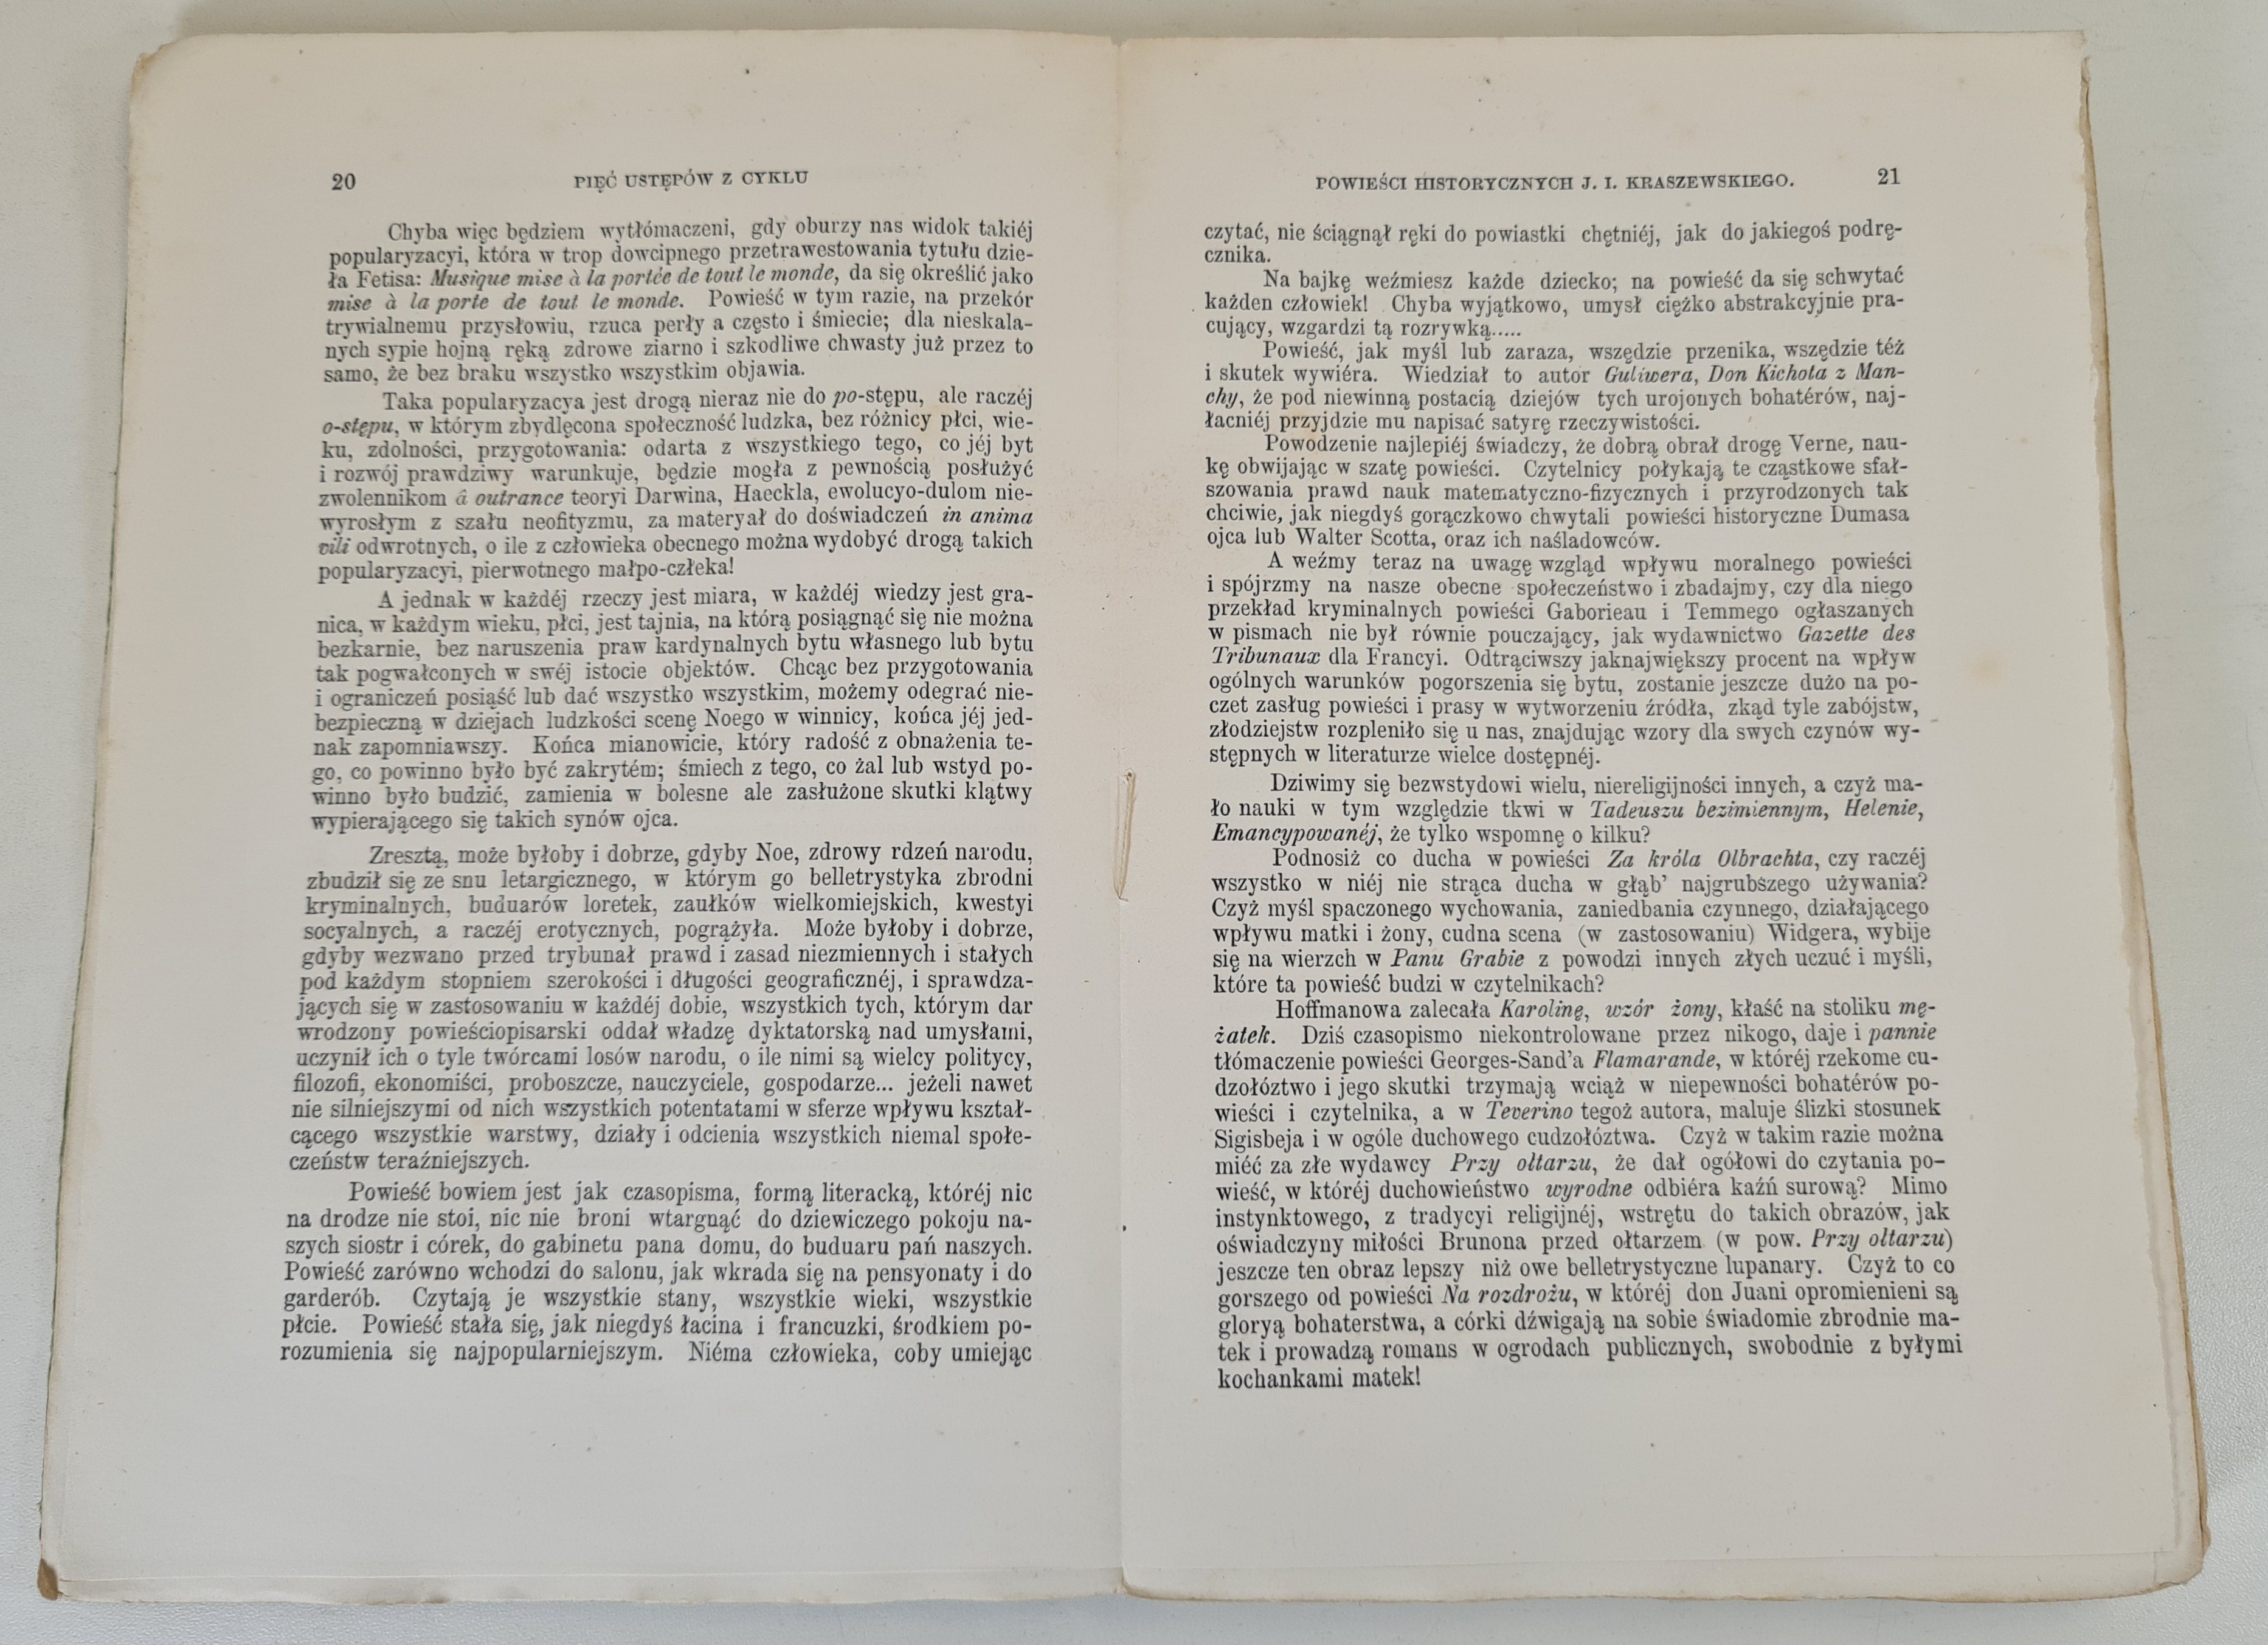 20 PIĘĆ USTĘPÓW Z CYKLU
Chyba więc będziem wytłómaczeni, gdy oburzy nas widok takiéj
popularyzacyi, która w trop dowcipnego przetrawestowania tytułu dzie-
ła Fetisa: Musique mise à la portée de tout le monde, da się określić jako
mise à la porte de tout le monde. Powieść w tym razie, na przekór
trywialnemu przysłowiu, rzuca perły a często i śmiecie; dla nieskala-
nych sypie hojną ręką zdrowe ziarno i szkodliwe chwasty już przez to
samo, że bez braku wszystko wszystkim objawia.
Taka popularyzacya jest drogą nieraz nie do po-stępu, ale raczéj
o-stępu, w którym zbydlęcona społeczność ludzka, bez różnicy płci, wie-
ku, zdolności, przygotowania: odarta z wszystkiego tego, co jéj byt
i rozwój prawdziwy warunkuje, będzie mogła z pewnością posłużyć
zwolennikom â outrance teoryi Darwina, Haeckla, ewolucyo-dulom nie-
wyrosłym z szału neofityzmu, za materyał do doświadczeń in anima
vili odwrotnych, o ile z człowieka obecnego można wydobyć drogą takich
popularyzacyi, pierwotnego małpo-człeka!
A jednak w każdéj rzeczy jest miara, w każdéj wiedzy jest gra-
nica, w każdym wieku, płci, jest tajnia, na którą posiągnąć się nie można
bezkarnie, bez naruszenia praw kardynalnych bytu własnego lub bytu
tak pogwałconych w swéj istocie objektów. Chcąc bez przygotowania
i ograniczeń posiąść lub dać wszystko wszystkim, możemy odegrać nie-
bezpieczną w dziejach ludzkości scenę Noego w winnicy, końca jéj jed-
nak zapomniawszy. Końca mianowicie, który radość z obnażenia te-
go, co powinno było być zakrytém; śmiech z tego, co żal lub wstyd po-
winno było budzić, zamienia w bolesne ale zasłużone skutki klątwy
wypierającego się takich synów ojca.
Zresztą, może byłoby i dobrze, gdyby Noe, zdrowy rdzeń narodu,
zbudził się ze snu letargicznego, w którym go belletrystyka zbrodni
kryminalnych, buduarów loretek, zaułków wielkomiejskich, kwestyi
socyalnych, a raczéj erotycznych, pogrążyła. Może byłoby i dobrze,
gdyby wezwano przed trybunał prawd i zasad niezmiennych i stałych
pod każdym stopniem szerokości i długości geograficznéj, i sprawdza-
jących się w zastosowaniu w każdéj dobie, wszystkich tych, którym dar
wrodzony powieściopisarski oddał władzę dyktatorską nad umysłami,
uczynił ich o tyle twórcami losów narodu, o ile nimi są wielcy politycy,
filozofi, ekonomiści, proboszcze, nauczyciele, gospodarze... jeżeli nawet
nie silniejszymi od nich wszystkich potentatami w sferze wpływu kształ-
cącego wszystkie warstwy, działy i odcienia wszystkich niemal społe-
czeństw teraźniejszych.
Powieść bowiem jest jak czasopisma, formą literacką, któréj nic
na drodze nie stoi, nic nie broni wtargnąć do dziewiczego pokoju na-
szych siostr i córek, do gabinetu pana domu, do buduaru pań naszych.
Powieść zarówno wchodzi do salonu, jak wkrada się na pensyonaty i do
garderób. Czytają je wszystkie stany, wszystkie wieki, wszystkie
płcie. Powieść stała się, jak niegdyś łacina i francuzki, środkiem po-
rozumienia się najpopularniejszym. Niéma człowieka, coby umiejąc
POWIEŚCI HISTORYCZNYCH J. I. KRASZEWSKIEGO. 21
czytać, nie ściągnął ręki do powiastki chętniéj, jak do jakiegoś podrę-
cznika.
Na bajkę weźmiesz każde dziecko; na powieść da się schwytać
każden człowiek! Chyba wyjątkowo, umysł ciężko abstrakcyjnie pra-
cujący, wzgardzi tą rozrywką.....
Powieść, jak myśl lub zaraza, wszędzie przenika, wszędzie téż
i skutek wywiéra. Wiedział to autor Guliwera, Don Kichota z Man-
chy, że pod niewinną postacią dziejów tych urojonych bohatérów, naj-
łacniéj przyjdzie mu napisać satyrę rzeczywistości.
Powodzenie najlepiéj świadczy, że dobrą obrał drogę Verne, nau-
kę obwijając w szatę powieści. Czytelnicy połykają te cząstkowe sfał-
szowania prawd nauk matematyczno-fizycznych i przyrodzonych tak
chciwie, jak niegdyś gorączkowo chwytali powieści historyczne Dumasa
ojca lub Walter Scotta, oraz ich naśladowców.
A weźmy teraz na uwagę wzgląd wpływu moralnego powieści
i spójrzmy na nasze obecne społeczeństwo i zbadajmy, czy dla niego
przekład kryminalnych powieści Gaborieau i Temmego ogłaszanych
w pismach nie był równie pouczający, jak wydawnictwo Gazette des
Tribunaux dla Francyi. Odtrąciwszy jaknajwiększy procent na wpływ
ogólnych warunków pogorszenia się bytu, zostanie jeszcze dużo na po-
czet zasług powieści i prasy w wytworzeniu źródła, zkąd tyle zabójstw,
złodziejstw rozpleniło się u nas, znajdując wzory dla swych czynów wy-
stępnych w literaturze wielce dostępnéj.
Dziwimy się bezwstydowi wielu, niereligijności innych, a czyż ma-
ło nauki w tym względzie tkwi w Tadeuszu bezimiennym, Helenie,
Emancypowanéj, że tylko wspomnę o kilku?
Podnosiż co ducha w powieści Za króla Olbrachta, czy raczéj
wszystko w niéj nie strąca ducha w głąb' najgrubszego używania?
Czyż myśl spaczonego wychowania, zaniedbania czynnego, działającego
wpływu matki i żony, cudna scena (w zastosowaniu) Widgera, wybije
się na wierzch w Panu Grabie z powodzi innych złych uczuć i myśli,
które ta powieść budzi w czytelnikach?
Hoffmanowa zalecała Karolinę, wzór żony, kłaść na stoliku mę-
żatek. Dziś czasopismo niekontrolowane przez nikogo, daje i pannie
tłómaczenie powieści Georges-Sand'a Flamarande, w któréj rzekome cu-
dzołóztwo i jego skutki trzymają wciąż w niepewności bohatérów po-
wieści i czytelnika, a w Teverino tegoż autora, maluje ślizki stosunek
Sigisbeja i w ogóle duchowego cudzołóztwa. Czyż w takim razie można
miéć za złe wydawcy Przy ołtarzu, że dał ogółowi do czytania po-
wieść, w któréj duchowieństwo wyrodne odbiéra kaźń surową? Mimo
instynktowego, z tradycyi religijnéj, wstrętu do takich obrazów, jak
oświadczyny miłości Brunona przed ołtarzem (w pow. Przy ołtarzu)
jeszcze ten obraz lepszy niż owe belletrystyczne lupanary. Czyż to co
gorszego od powieści Na rozdrożu, w któréj don Juani opromienieni są
gloryą bohaterstwa, a córki dźwigają na sobie świadomie zbrodnie ma-
tek i prowadzą romans w ogrodach publicznych, swobodnie z byłymi
kochankami matek!